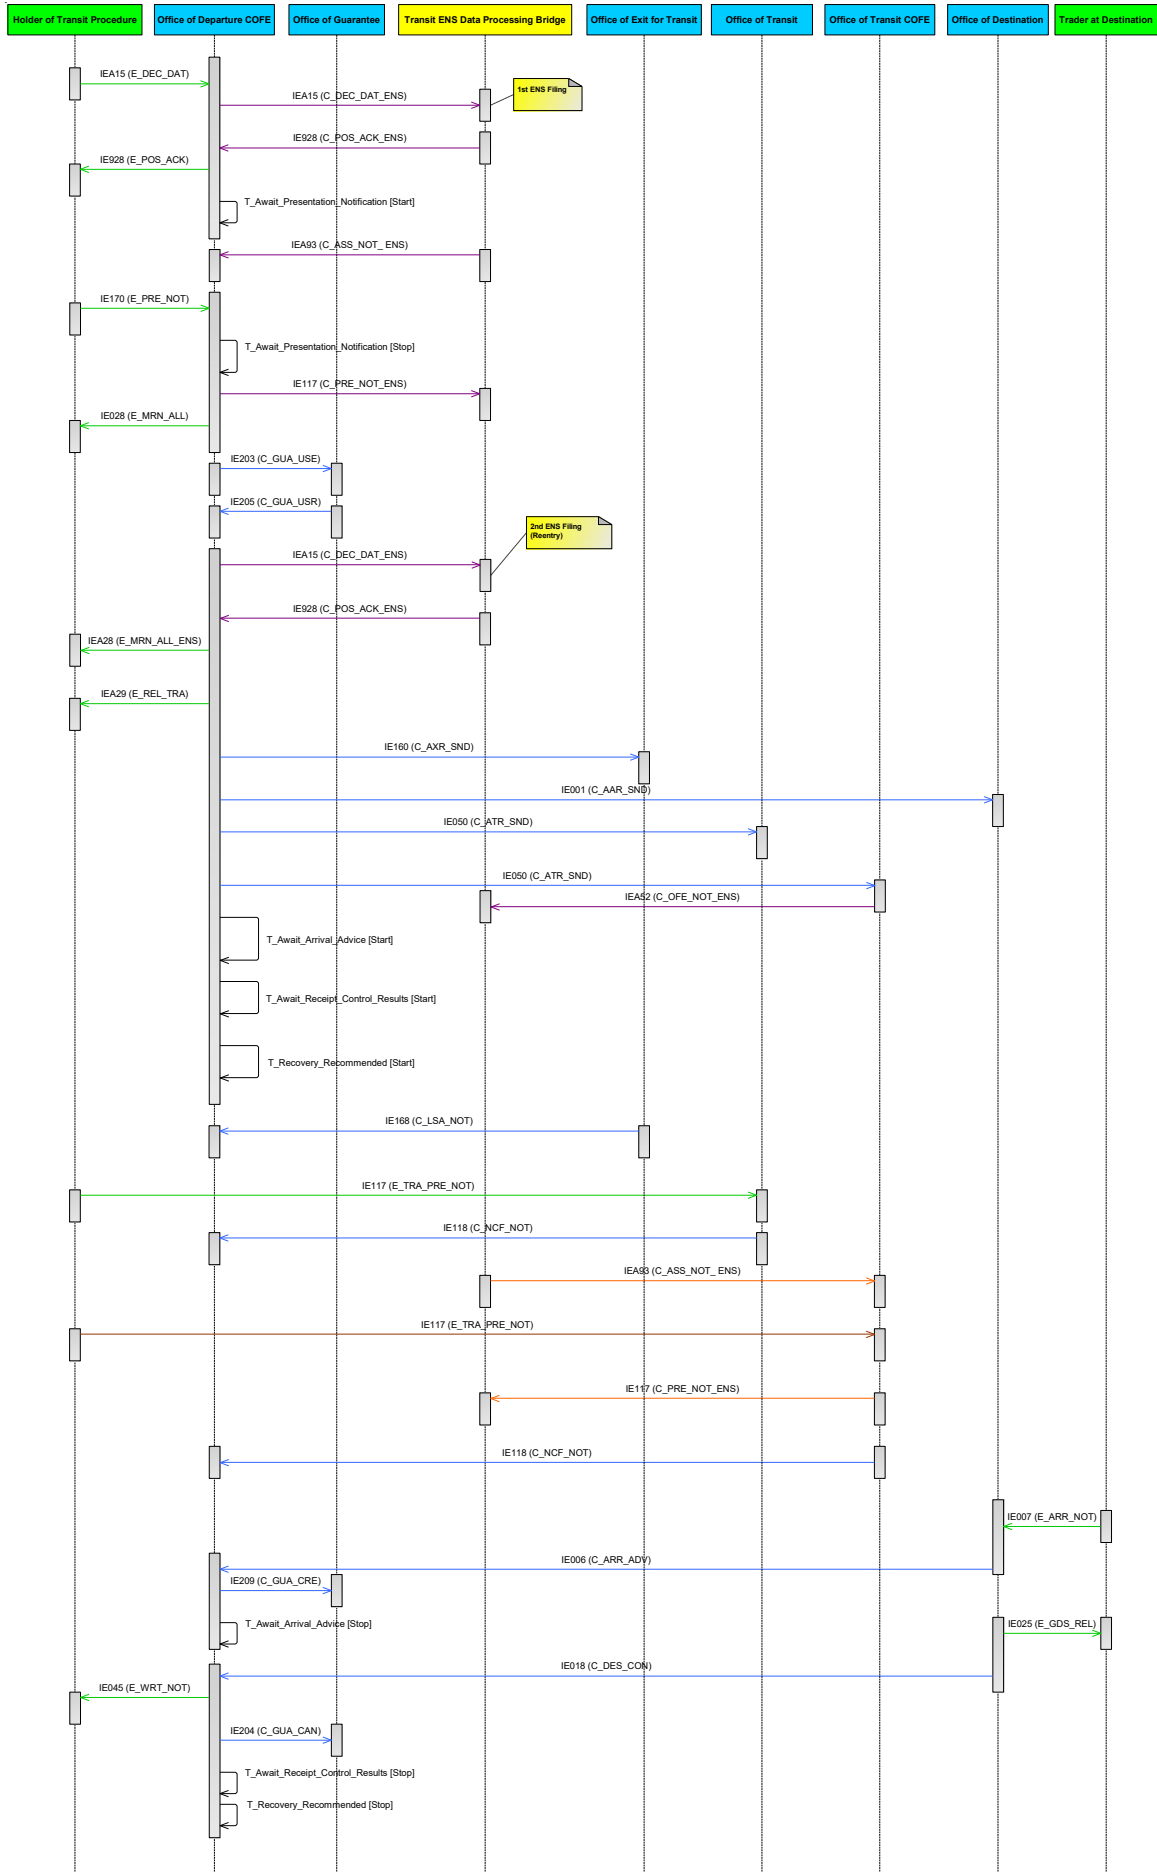 Holder of Transit Procedure
Office of Departure COFE
Office of Guarantee
Transit ENS Data Processing Bridge
Office of Exit for Transit
Office of Transit
Office of Transit COFE
Office of Destination
Trader at Destination
IEA15 (E_DEC_DAT)
1st ENS Filing
IEA15 (C_DEC_DAT_ENS)
IE928 (C_POS_ACK_ENS)
IE928 (E_POS_ACK)
T_Await_Presentation_Notification [Start]
IEA93 (C_ASS_NOT_ ENS)
IE170 (E_PRE_NOT)
T_Await_Presentation_Notification [Stop]
IE117 (C_PRE_NOT_ENS)
IE028 (E_MRN_ALL)
IE203 (C_GUA_USE)
IE205 (C_GUA_USR)
2nd ENS Filing
(Reentry)
IEA15 (C_DEC_DAT_ENS)
IE928 (C_POS_ACK_ENS)
IEA28 (E_MRN_ALL_ENS)
IEA29 (E_REL_TRA)
IE160 (C_AXR_SND)
IE001 (C_AAR_SND)
IE050 (C_ATR_SND)
IE050 (C_ATR_SND)
IEA52 (C_OFE_NOT_ENS)
T_Await_Arrival_Advice [Start]
T_Await_Receipt_Control_Results [Start]
T_Recovery_Recommended [Start]
IE168 (C_LSA_NOT)
IE117 (E_TRA_PRE_NOT)
IE118 (C_NCF_NOT)
IEA93 (C_ASS_NOT_ ENS)
IE117 (E_TRA_PRE_NOT)
IE117 (C_PRE_NOT_ENS)
IE118 (C_NCF_NOT)
IE007 (E_ARR_NOT)
IE006 (C_ARR_ADV)
IE209 (C_GUA_CRE)
T_Await_Arrival_Advice [Stop]
IE025 (E_GDS_REL)
IE018 (C_DES_CON)
IE045 (E_WRT_NOT)
IE204 (C_GUA_CAN)
T_Await_Receipt_Control_Results [Stop]
T_Recovery_Recommended [Stop]